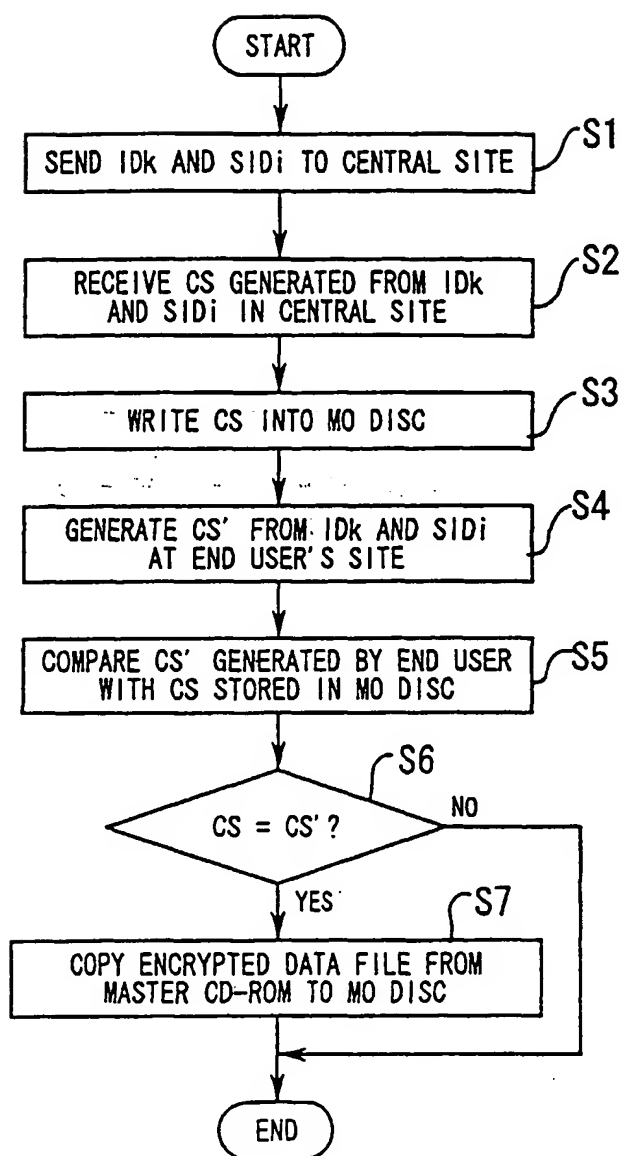 START
S1
SEND IDk AND SIDi TO CENTRAL SITE
S2
RECEIVE CS GENERATED FROM IDk
AND SIDi IN CENTRAL SITE
S3
WRITE CS INTO MO DISC
S4
GENERATE CS' FROM IDk AND SIDi
AT END USER'S SITE
S5
COMPARE CS' GENERATED BY END USER
WITH CS STORED IN MO DISC
S6
CS = CS'?
NO
YES
S7
COPY ENCRYPTED DATA FILE FROM
MASTER CD-ROM TO MO DISC
END